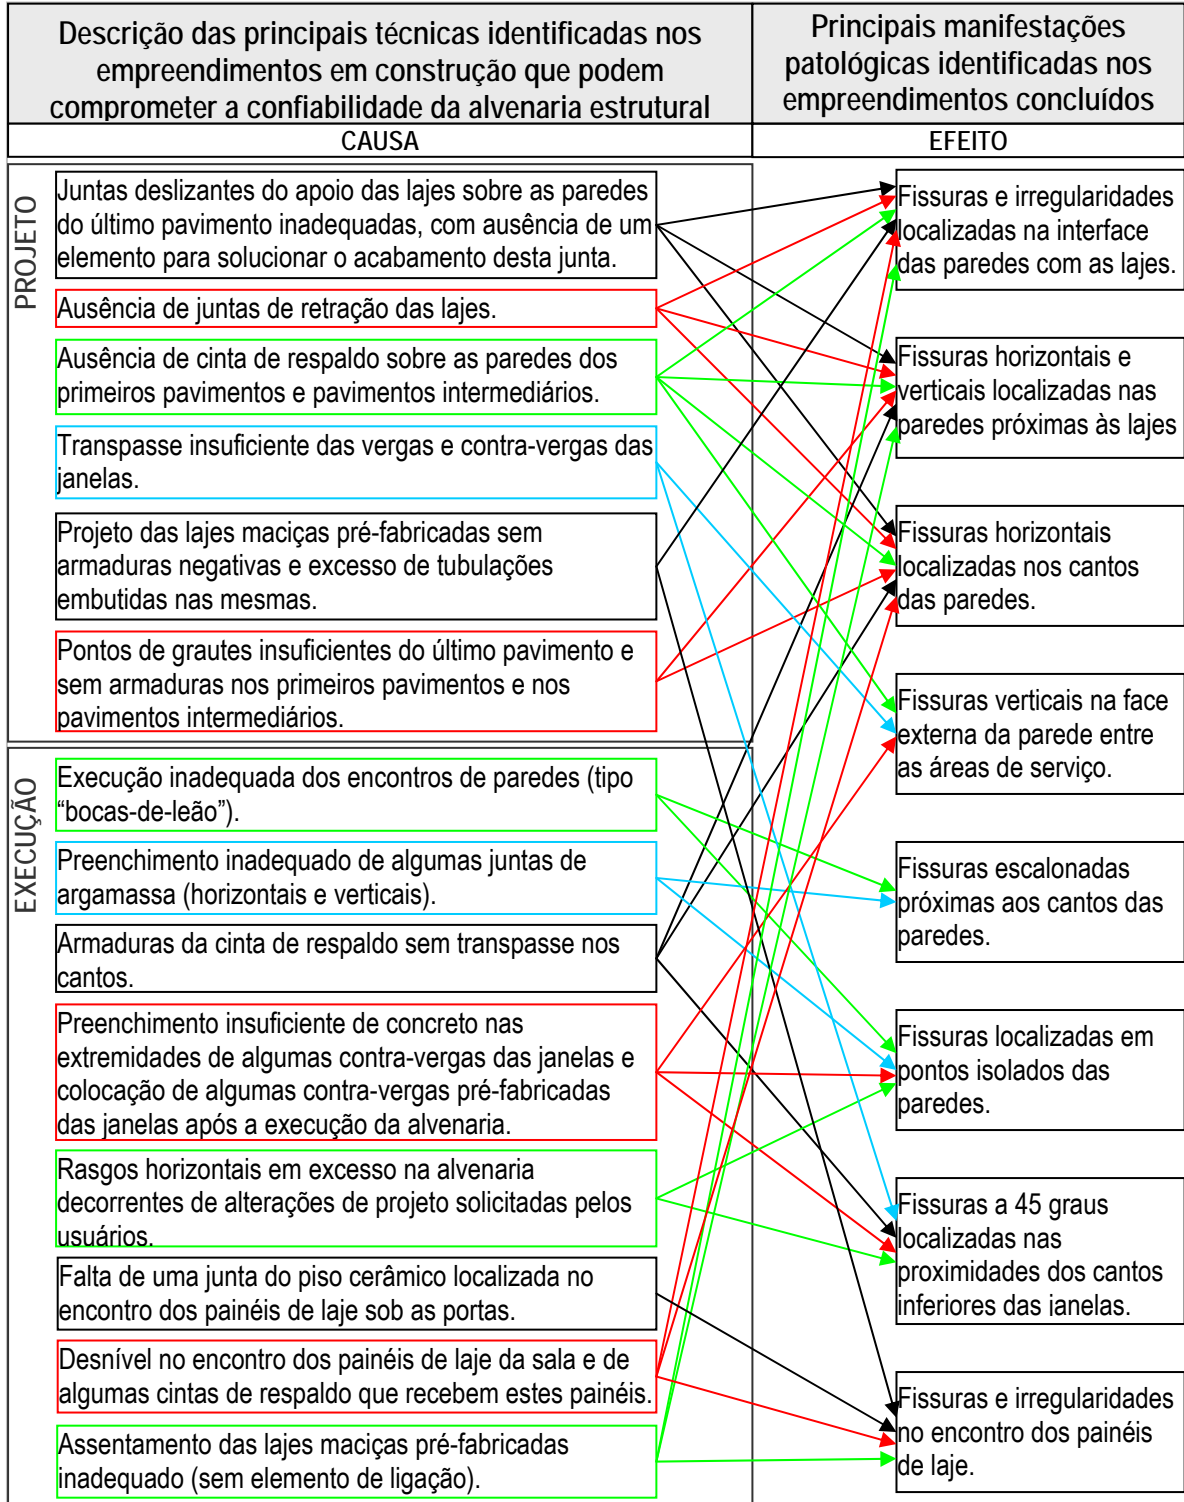 Descrição das principais técnicas identificadas nos
empreendimentos em construção que podem
comprometer a confiabilidade da alvenaria estrutural
Principais manifestações
patológicas identificadas nos
empreendimentos concluídos
CAUSA
EFEITO
PROJETO
Juntas deslizantes do apoio das lajes sobre as paredes
do último pavimento inadequadas, com ausência de um
elemento para solucionar o acabamento desta junta.
Ausência de juntas de retração das lajes.
Ausência de cinta de respaldo sobre as paredes dos
primeiros pavimentos e pavimentos intermediários.
Transpasse insuficiente das vergas e contra-vergas das
janelas.
Projeto das lajes maciças pré-fabricadas sem
armaduras negativas e excesso de tubulações
embutidas nas mesmas.
Pontos de grautes insuficientes do último pavimento e
sem armaduras nos primeiros pavimentos e nos
pavimentos intermediários.
EXECUÇÃO
Execução inadequada dos encontros de paredes (tipo
“bocas-de-leão”).
Preenchimento inadequado de algumas juntas de
argamassa (horizontais e verticais).
Armaduras da cinta de respaldo sem transpasse nos
cantos.
Preenchimento insuficiente de concreto nas
extremidades de algumas contra-vergas das janelas e
colocação de algumas contra-vergas pré-fabricadas
das janelas após a execução da alvenaria.
Rasgos horizontais em excesso na alvenaria
decorrentes de alterações de projeto solicitadas pelos
usuários.
Falta de uma junta do piso cerâmico localizada no
encontro dos painéis de laje sob as portas.
Desnível no encontro dos painéis de laje da sala e de
algumas cintas de respaldo que recebem estes painéis.
Assentamento das lajes maciças pré-fabricadas
inadequado (sem elemento de ligação).
Fissuras e irregularidades
localizadas na interface
das paredes com as lajes.
Fissuras horizontais e
verticais localizadas nas
paredes próximas às lajes
Fissuras horizontais
localizadas nos cantos
das paredes.
Fissuras verticais na face
externa da parede entre
as áreas de serviço.
Fissuras escalonadas
próximas aos cantos das
paredes.
Fissuras localizadas em
pontos isolados das
paredes.
Fissuras a 45 graus
localizadas nas
proximidades dos cantos
inferiores das janelas.
Fissuras e irregularidades
no encontro dos painéis
de laje.